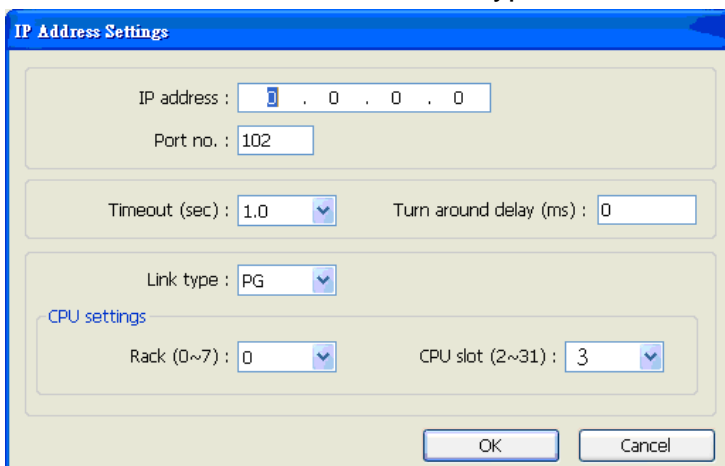 IP Address Settings
IP address : 0 . 0 . 0 . 0
Port no. : 102
Timeout (sec) : 1.0 Turn around delay (ms) : 0
Link type : PG
CPU settings
Rack (0~7) : 0 CPU slot (2~31) : 3
OK Cancel